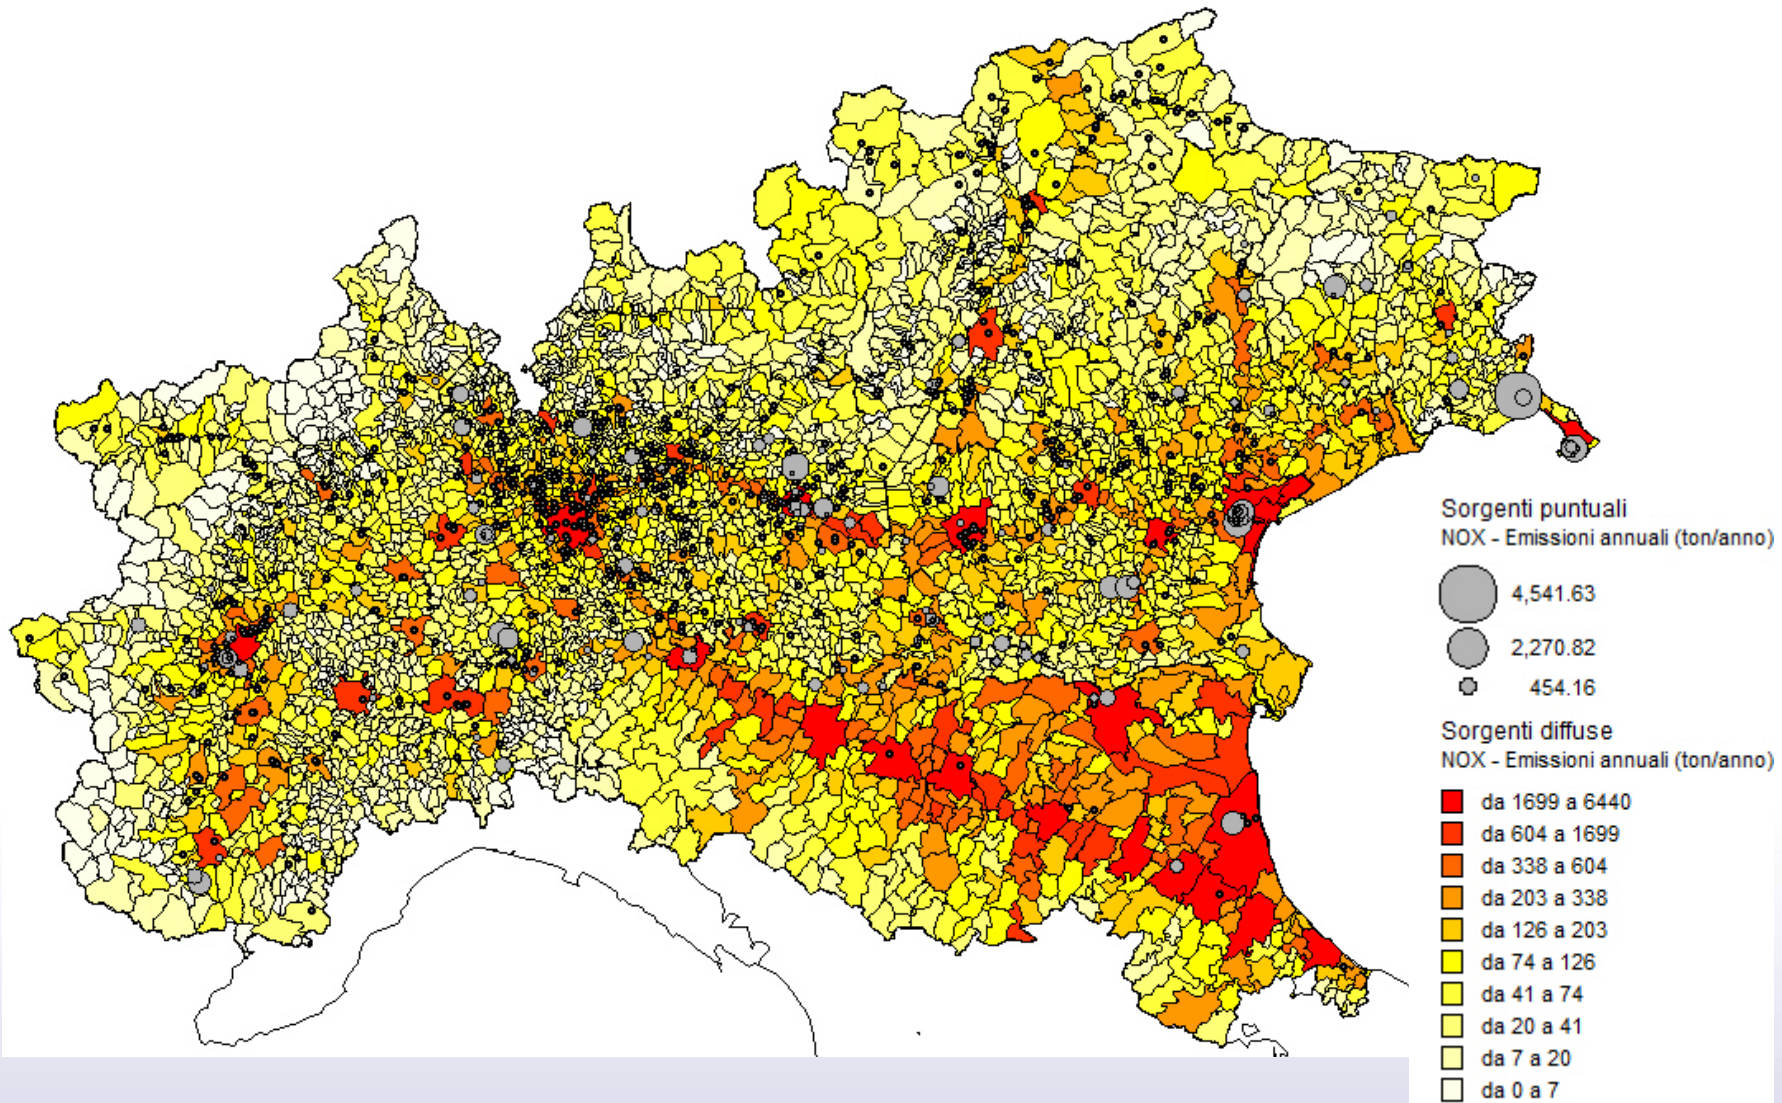 Sorgenti puntuali
NOX - Emissioni annuali (ton/anno)
4,541.63
2,270.82
454.16
Sorgenti diffuse
NOX - Emissioni annuali (ton/anno)
da 1699 a 6440
da 604 a 1699
da 338 a 604
da 203 a 338
da 126 a 203
da 74 a 126
da 41 a 74
da 20 a 41
da 7 a 20
da 0 a 7